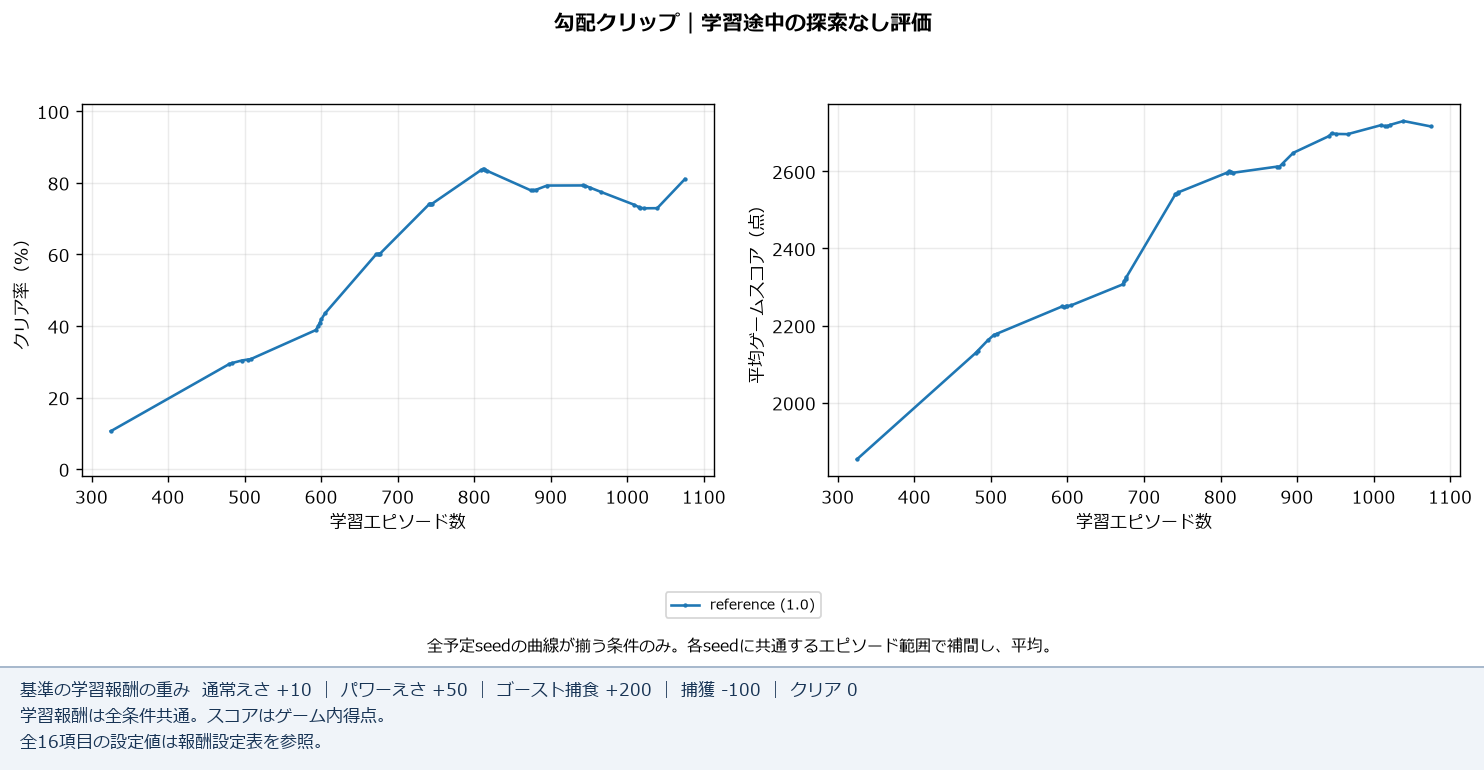 勾配クリップ｜学習途中の探索なし評価
クリア率（%）
100
80
60
40
20
0
300 400 500 600 700 800 900 1000 1100
学習エピソード数
平均ゲームスコア（点）
2600
2400
2200
2000
300 400 500 600 700 800 900 1000 1100
学習エピソード数
reference (1.0)
全予定seedの曲線が揃う条件のみ。各seedに共通するエピソード範囲で補間し、平均。
基準の学習報酬の重み 通常えさ +10 ｜ パワーえさ +50 ｜ ゴースト捕食 +200 ｜ 捕獲 -100 ｜ クリア 0
学習報酬は全条件共通。スコアはゲーム内得点。
全16項目の設定値は報酬設定表を参照。